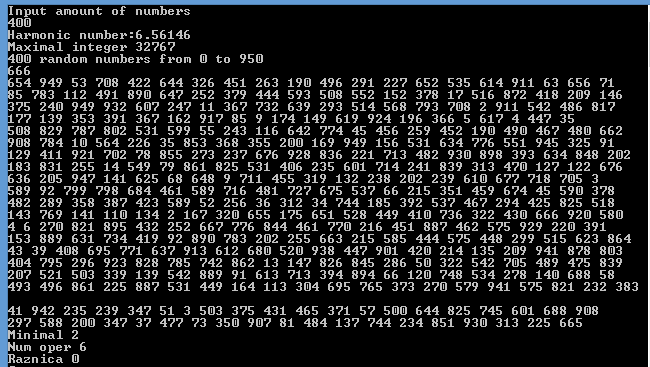 Input amount of numbers
400
Harmonic number:6.56146
Maximal integer 32767
400 random numbers from 0 to 950
666
654 949 53 708 422 644 326 451 263 190 496 291 227 652 535 614 911 63 656 71
85 783 112 491 890 647 252 379 444 593 508 552 152 378 17 516 872 418 209 146
375 240 949 932 607 247 11 367 732 639 293 514 568 793 708 2 911 542 486 817
177 139 353 391 367 162 917 85 9 174 149 619 924 196 366 5 617 4 447 35
508 829 787 802 531 599 55 243 116 642 774 45 456 259 452 190 490 467 480 662
908 784 10 564 226 35 853 368 355 200 169 949 156 531 634 776 551 945 325 91
129 411 921 702 78 855 273 237 676 928 836 221 713 482 930 898 393 634 848 202
183 831 255 14 549 79 861 825 531 406 235 601 714 241 839 313 470 127 122 676
636 205 947 141 625 68 648 9 711 455 319 132 238 202 239 610 677 718 705 3
589 92 799 798 684 461 589 716 481 727 675 537 66 215 351 459 674 45 590 378
482 289 358 387 423 589 52 256 36 312 34 744 185 392 537 467 294 425 825 518
143 769 141 110 134 2 167 320 655 175 651 528 449 410 736 322 430 666 920 580
4 6 270 821 895 432 252 667 776 844 461 770 216 451 887 462 575 929 220 391
153 889 631 734 419 92 890 783 202 255 663 215 585 444 575 448 299 515 623 864
43 39 408 695 771 637 913 612 680 520 938 447 901 420 214 135 209 941 878 803
404 795 296 923 828 785 742 862 13 147 826 845 286 50 322 542 705 489 475 839
207 521 503 339 139 542 889 91 613 713 394 894 66 120 748 534 278 140 688 58
493 496 861 225 887 531 449 164 113 304 695 765 373 270 579 941 575 821 232 383
41 942 235 239 347 51 3 503 375 431 465 371 57 500 644 825 745 601 688 908
297 588 200 347 37 477 73 350 907 81 484 137 744 234 851 930 313 225 665
Minimal 2
Num oper 6
Raznica 0